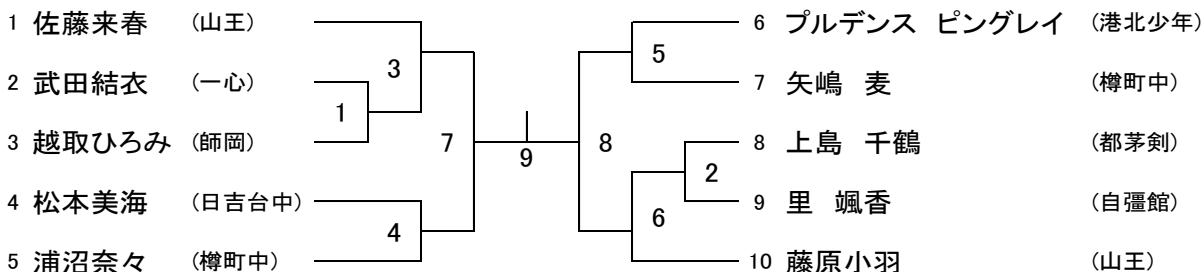 1 佐藤来春 (山王)
2 武田結衣 (一心)
3 越取ひろみ (師岡)
4 松本美海 (日吉台中)
5 浦沼奈々 (樽町中)
3
1
7
4
9
5
8
2
6
6 プルデンス ピングレイ (港北少年)
7 矢嶋 麦 (樽町中)
8 上島 千鶴 (都茅剣)
9 里 颯香 (自彊館)
10 藤原小羽 (山王)